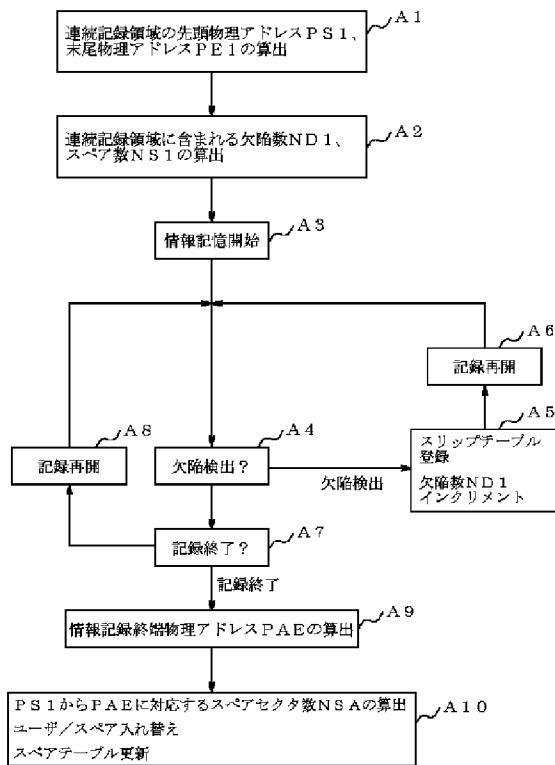 A1
連続記録領域の先頭物理アドレスPS1、
末尾物理アドレスPE1の算出
A2
連続記録領域に含まれる欠陥数ND1、
スペア数NS1の算出
A3
情報記憶開始
A6
記録再開
A5
スリップテーブル
登録
欠陥数ND1
インクリメント
A8
記録再開
A4
欠陥検出?
欠陥検出
A7
記録終了?
記録終了
A9
情報記録終端物理アドレスPAEの算出
A10
PS1からPAEに対応するスペアセクタ数NSAの算出
ユーザ/スペア入れ替え
スペアテーブル更新